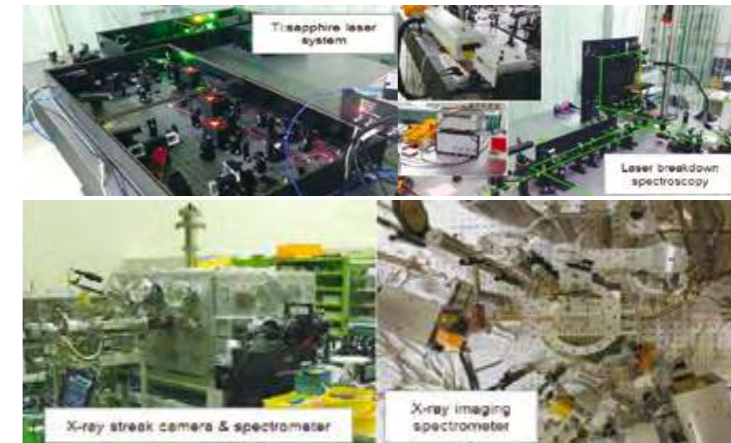 Ti:sapphire laser
system
Laser breakdown
spectroscopy
X-ray streak camera & spectrometer
X-ray imaging
spectrometer